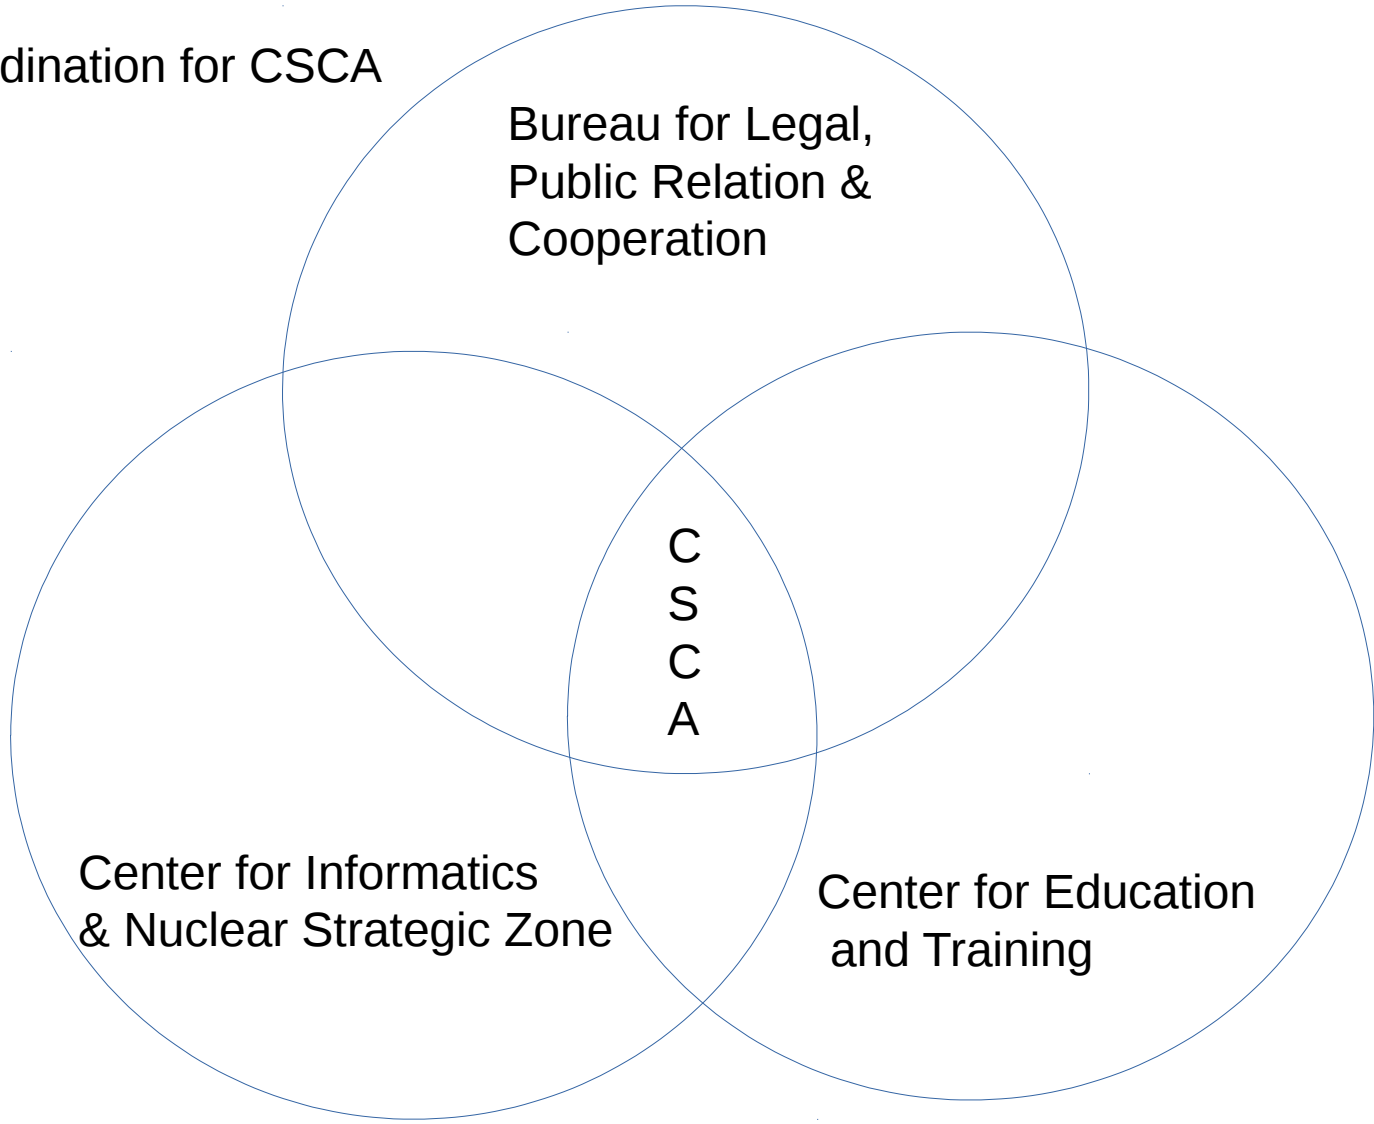 dination for CSCA
Bureau for Legal,
Public Relation &
Cooperation
C
S
C
A
Center for Informatics
& Nuclear Strategic Zone
Center for Education
and Training